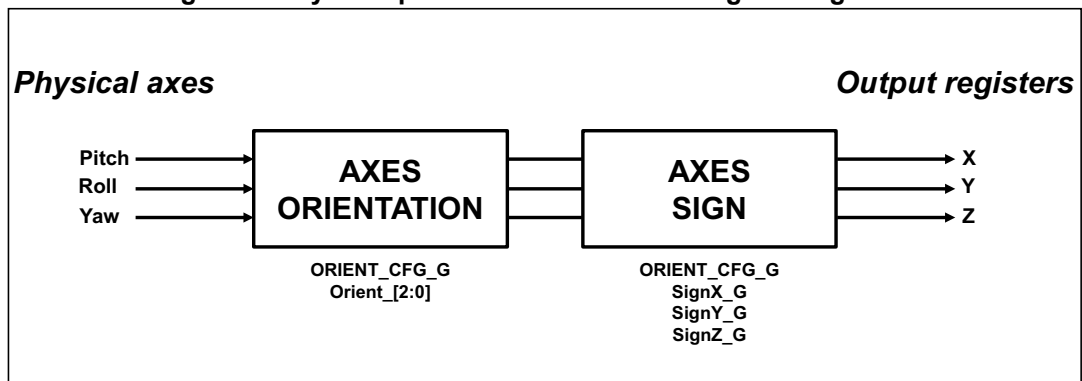 Physical axes
Output registers
Pitch
Roll
Yaw
AXES
ORIENTATION
AXES
SIGN
X
Y
Z
ORIENT_CFG_G
Orient_[2:0]
ORIENT_CFG_G
SignX_G
SignY_G
SignZ_G